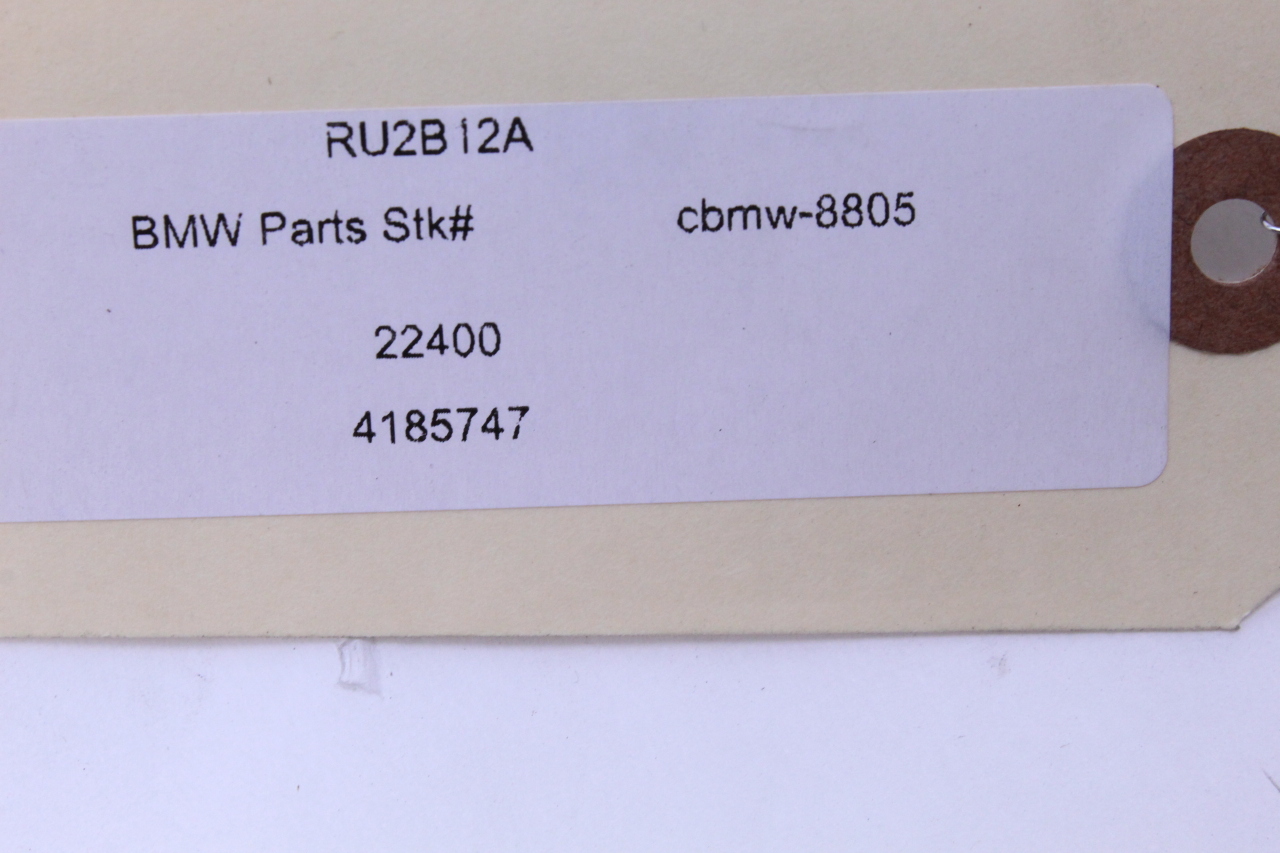 RU2B12A
BMW Parts Stk# cbmw-8805
22400
4185747